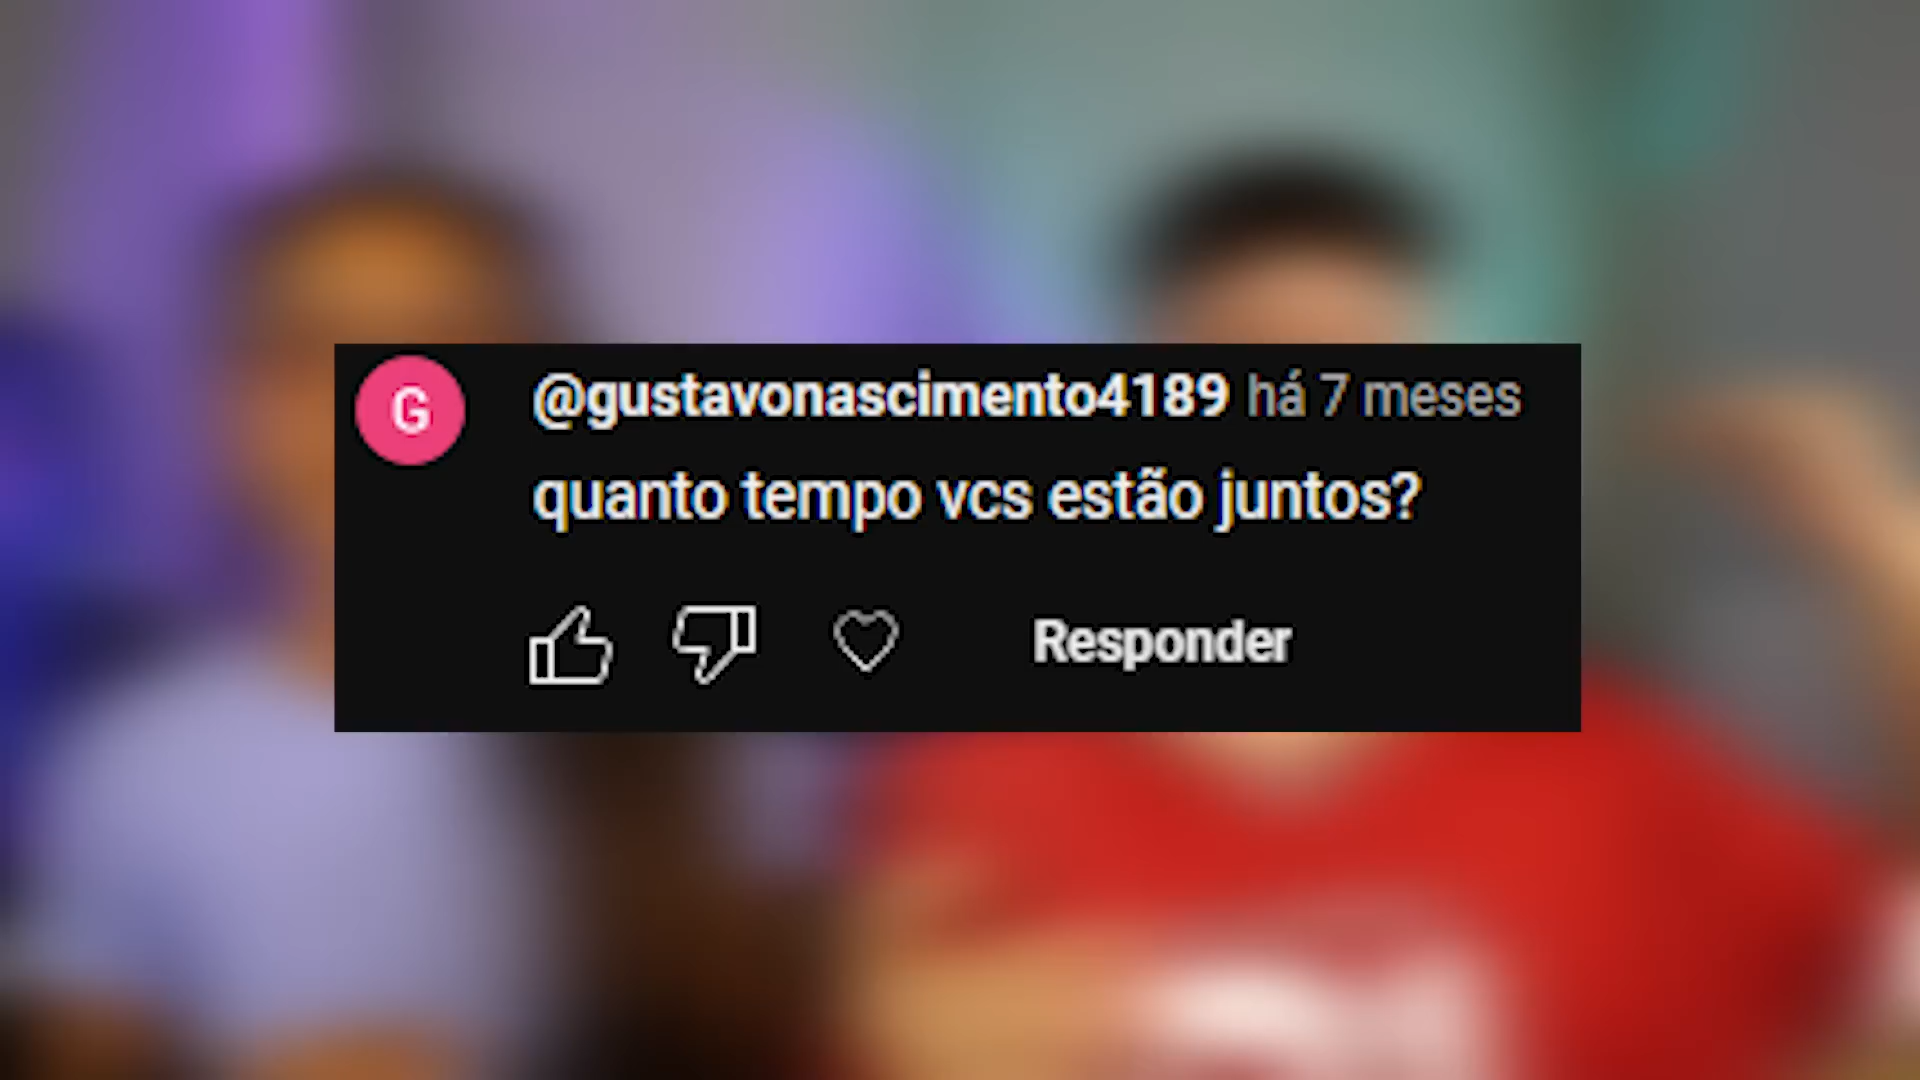 G
@gustavonascimento4189 há 7 meses
quanto tempo vcs estão juntos?
Responder